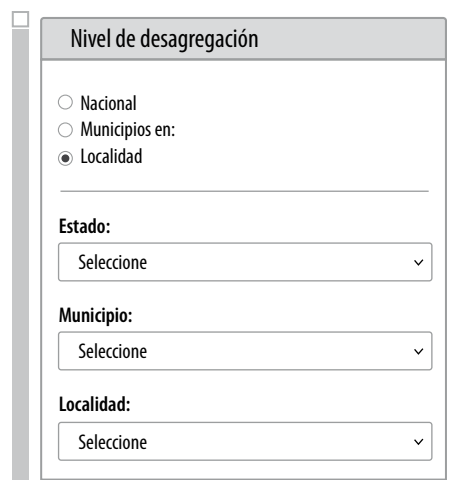 Nivel de desagregación
Nacional
Municipios en:
Localidad
Estado:
Seleccione
Municipio:
Seleccione
Localidad:
Seleccione